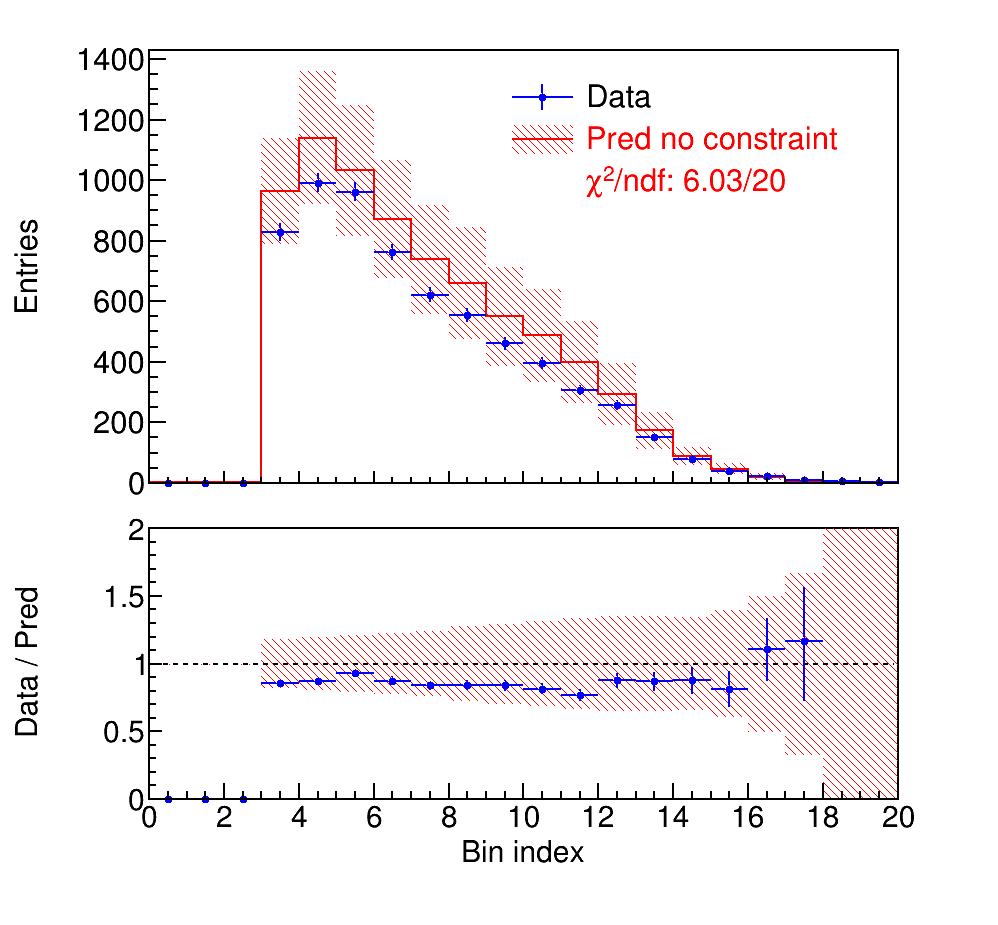 1400
1200
1000
800
600
400
200
0
Entries
Data
Pred no constraint
χ²/ndf: 6.03/20
2
1.5
1
0.5
0
Data / Pred
0 2 4 6 8 10 12 14 16 18 20
Bin index